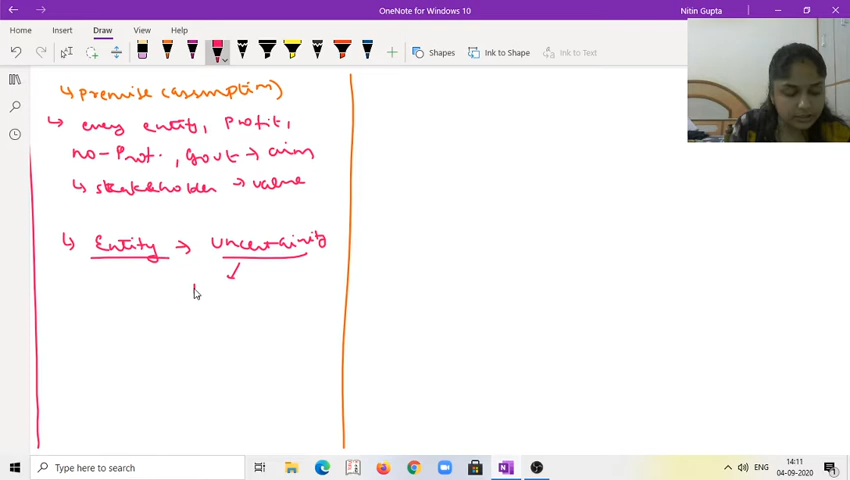 OneNote for Windows 10
Nitin Gupta
Home Insert Draw View Help
Shapes Ink to Shape Ink to Text
↳ premise (assumption)
↳ every entity, Profit,
no-Prof., Govt → aim
↳ stakeholder → value
↳ Entity → uncertainity
Type here to search
ENG
14:11
04-09-2020